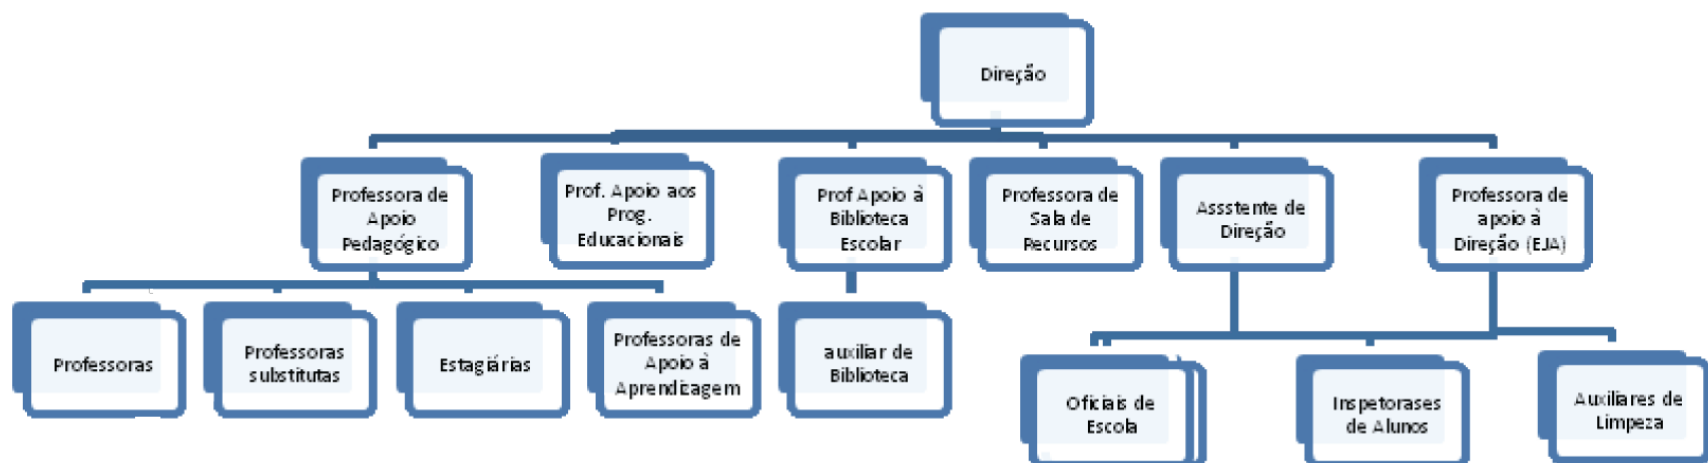 Direção
Professora de
Apoio
Pedagógico
Prof. Apoio aos
Prog.
Educacionais
Prof Apoio à
Biblioteca
Escolar
Professora de
Sala de
Recursos
Assstente de
Direção
Professora de
apoio à
Direção (EJA)
Professoras
Professoras
substitutas
Estagiárias
Professoras de
Apoio à
Aprendizagem
auxiliar de
Biblioteca
Oficiais de
Escola
Inspetorases
de Alunos
Auxiliares de
Limpeza